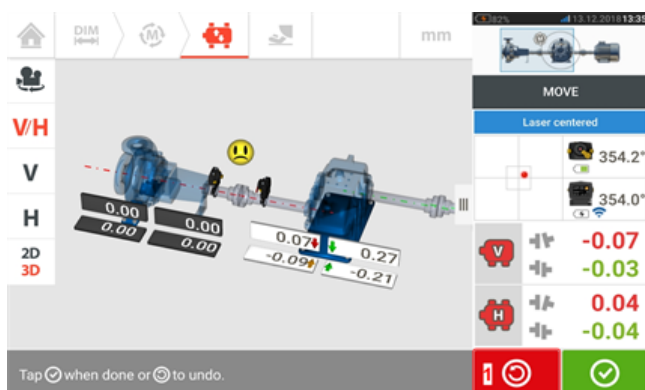 DIM
M
mm
82%
13.12.2018 13:35
V/H
V
H
2D
3D
0.00
0.00
0.00
0.00
0.07
0.27
-0.09
-0.21
M
MOVE
Laser centered
354.2°
354.0°
V
-0.07
-0.03
H
0.04
-0.04
Tap when done or to undo.
1